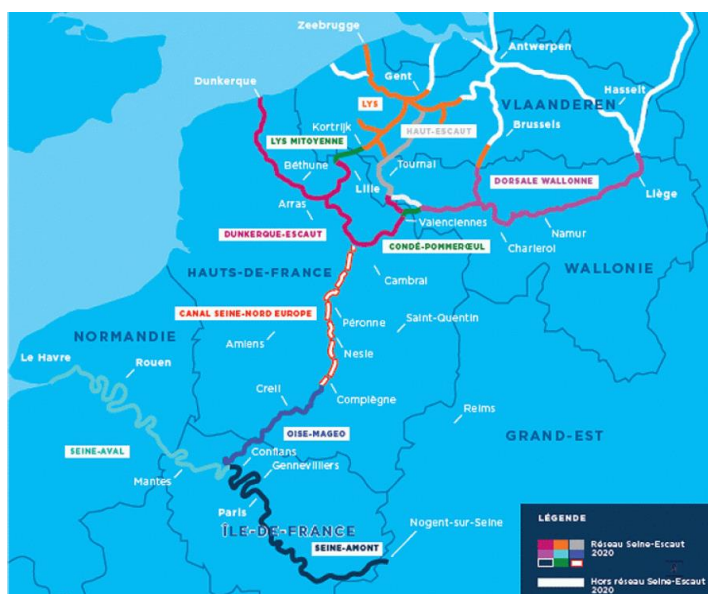 Zeebrugge
Antwerpen
Dunkerque
Gent
Hasselt
LYS
VLAANDEREN
Kortrijk
HAUT-ESCAUT
Brussels
LYS MITOYENNE
Béthune
Tournai
Lille
DORSALE WALLONNE
Liège
Arras
Valenciennes
Namur
DUNKERQUE-ESCAUT
CONDÉ-POMMERŒUL
Charleroi
HAUTS-DE-FRANCE
Cambrai
WALLONIE
CANAL SEINE-NORD EUROPE
Péronne
Saint-Quentin
NORMANDIE
Amiens
Nesle
Le Havre
Rouen
Creil
Compiègne
Reims
OISE-MAGEO
GRAND-EST
SEINE-AVAL
Conflans
Gennevilliers
Mantes
Paris
ÎLE-DE-FRANCE
SEINE-AMONT
Nogent-sur-Seine
LÉGENDE
Réseau Seine-Escaut
2020
Hors réseau Seine-Escaut
2020